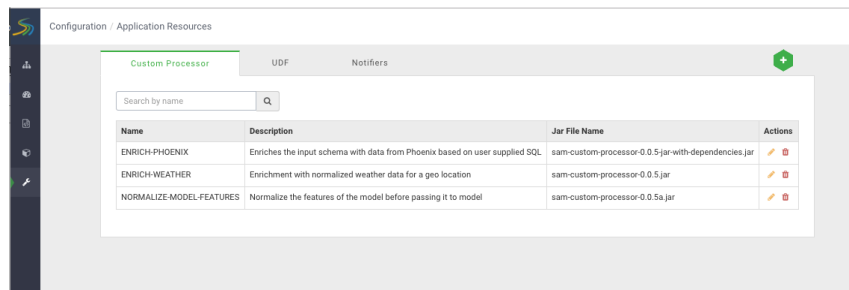 Configuration / Application Resources
Custom Processor UDF Notifiers
Search by name
Name Description Jar File Name Actions
ENRICH-PHOENIX Enriches the input schema with data from Phoenix based on user supplied SQL sam-custom-processor-0.0.5-jar-with-dependencies.jar
ENRICH-WEATHER Enrichment with normalized weather data for a geo location sam-custom-processor-0.0.5.jar
NORMALIZE-MODEL-FEATURES Normalize the features of the model before passing it to model sam-custom-processor-0.0.5a.jar